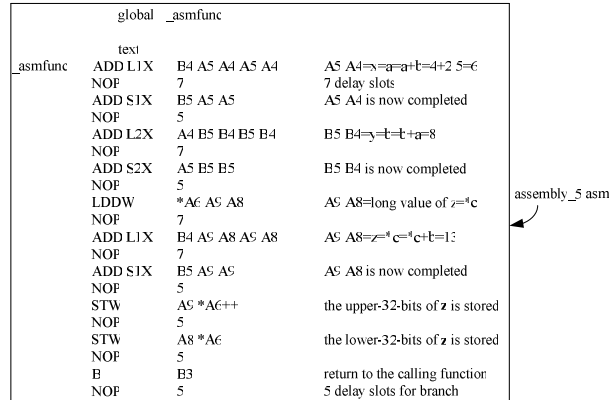 global _asmfunc
text
_asmfunc ADD L1X B4 A5 A4 A5 A4 A5 A4=x=a=a+b=4+2 5=6
NOP 7 7 delay slots
ADD S1X B5 A5 A5 A5 A4 is now completed
NOP 5
ADD L2X A4 B5 B4 B5 B4 B5 B4=y=b=b+a=8
NOP 7
ADD S2X A5 B5 B5 B5 B4 is now completed
NOP 5
LDDW *A6 A9 A8 A9 A8=long value of z=*c
NOP 7
ADD L1X B4 A9 A8 A9 A8 A9 A8=z=*c=*c+b=13
NOP 7
ADD S1X B5 A9 A9 A9 A8 is now completed
NOP 5
STW A9 *A6++ the upper-32-bits of z is stored
NOP 5
STW A8 *A6 the lower-32-bits of z is stored
NOP 5
B B3 return to the calling function
NOP 5 5 delay slots for branch
assembly_5 asm